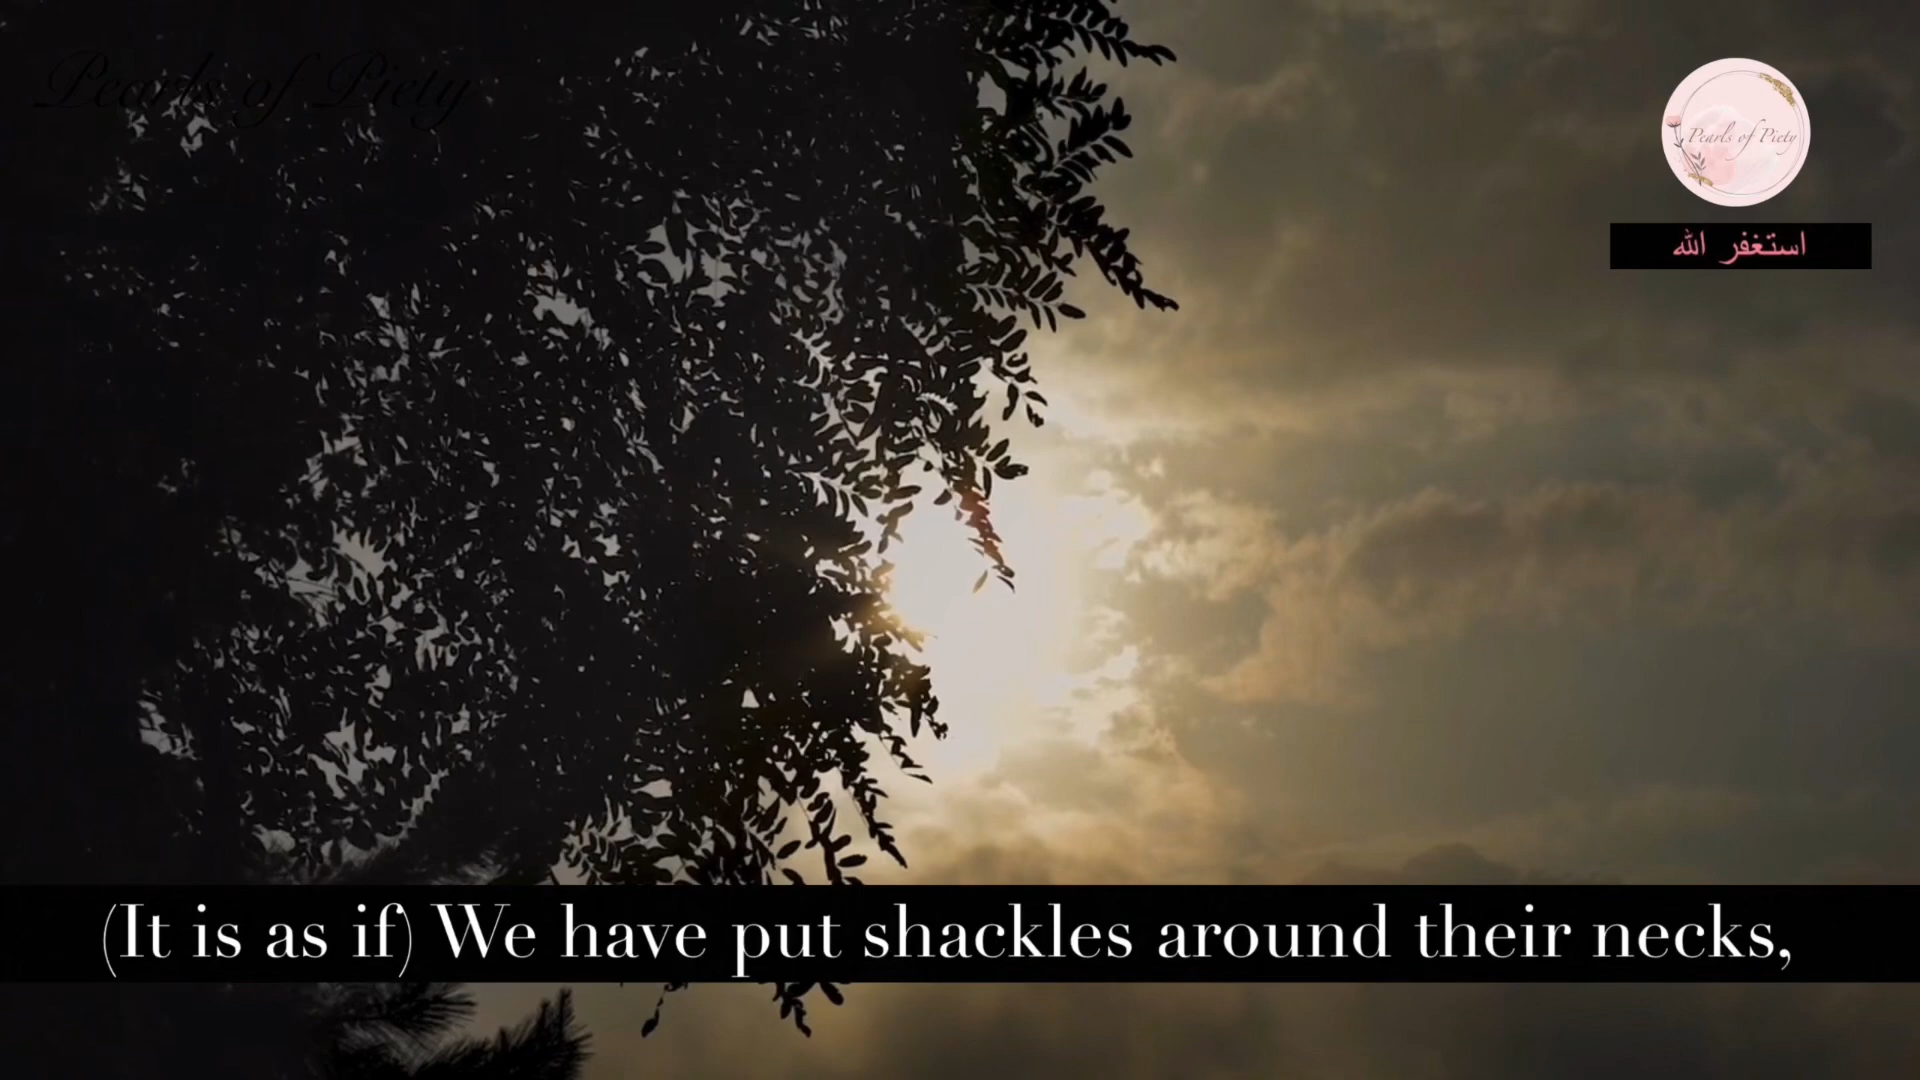 Pearls of Piety
Pearls of Piety
استغفر الله
(It is as if) We have put shackles around their necks,